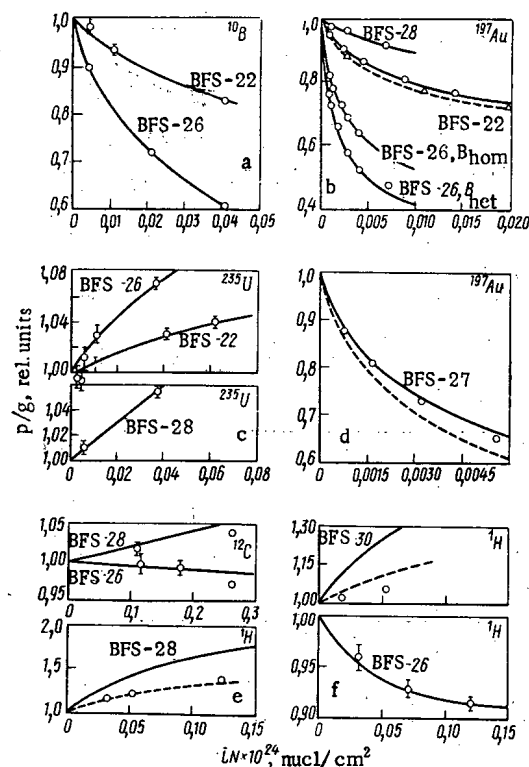 1,0
0,9
0,8
0,7
0,6
¹⁰B
BFS-22
BFS-26
a
0
0,01
0,02
0,03
0,04
0,05
1,0
0,8
0,6
0,4
¹⁹⁷Au
BFS-28
BFS-22
BFS-26, Bhom
BFS-26, Bhet
b
0
0,005
0,010
0,015
0,020
p/g, rel. units
1,08
1,04
1,00
²³⁵U
BFS-26
BFS-22
1,04
1,02
1,00
²³⁵U
BFS-28
c
0
0,02
0,04
0,06
0,08
1,0
0,9
0,8
0,7
0,6
¹⁹⁷Au
BFS-27
d
0
0,0015
0,0030
0,0045
1,05
1,00
0,95
¹²C
BFS-28
BFS-26
0
0,1
0,2
0,3
2,0
1,5
1,0
¹H
BFS-28
e
0
0,05
0,10
0,15
1,30
1,15
1,00
¹H
BFS 30
1,00
0,95
0,90
¹H
BFS-26
f
0
0,05
0,10
0,15
l̄N×10²⁴, nucl/cm²